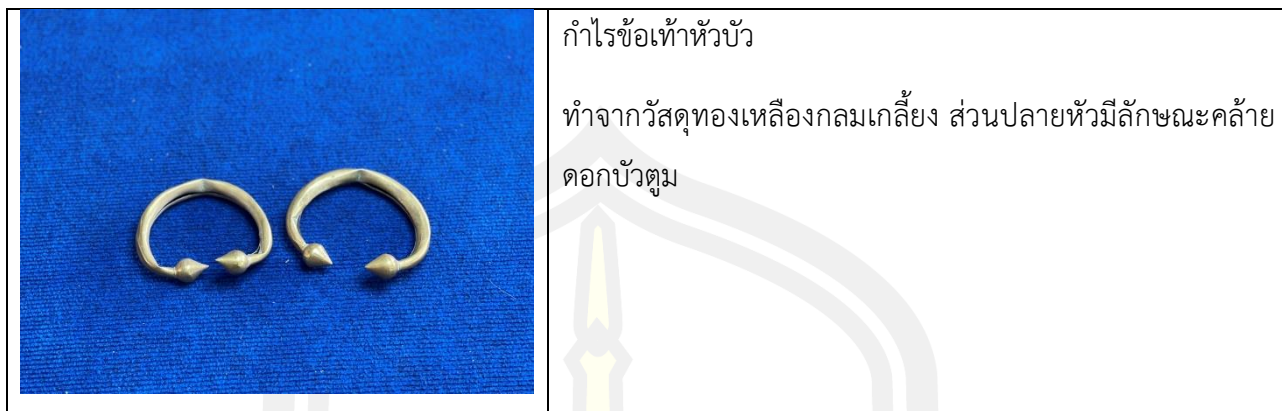 กำไรข้อเท้าหัวบัว
ทำจากวัสดุทองเหลืองกลมเกลี้ยง ส่วนปลายหัวมีลักษณะคล้าย
ดอกบัวตูม